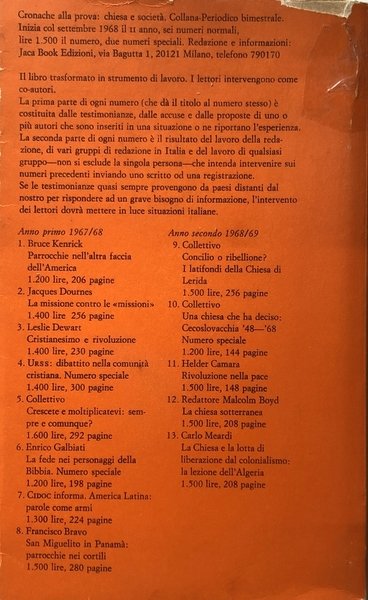 Cronache alla prova: chiesa e società. Collana-Periodico bimestrale.
Inizia col settembre 1968 il II anno, sei numeri normali,
lire 1.500 il numero, due numeri speciali. Redazione e informazioni:
Jaca Book Edizioni, via Bagutta 1, 20121 Milano, telefono 790170
Il libro trasformato in strumento di lavoro. I lettori intervengono come
co-autori.
La prima parte di ogni numero (che dà il titolo al numero stesso) è
costituita dalle testimonianze, dalle accuse e dalle proposte di uno o
più autori che sono inseriti in una situazione o ne riportano l'esperienza.
La seconda parte di ogni numero è il risultato del lavoro della reda-
zione, di vari gruppi di redazione in Italia e del lavoro di qualsiasi
gruppo—non si esclude la singola persona—che intenda intervenire sui
numeri precedenti inviando uno scritto od una registrazione.
Se le testimonianze quasi sempre provengono da paesi distanti dal
nostro per rispondere ad un grave bisogno di informazione, l'intervento
dei lettori dovrà mettere in luce situazioni italiane.
Anno primo 1967/68
1. Bruce Kenrick
Parrocchie nell'altra faccia
dell'America
1.200 lire, 206 pagine
2. Jacques Dournes
La missione contro le «missioni»
1.400 lire 256 pagine
3. Leslie Dewart
Cristianesimo e rivoluzione
1.400 lire, 230 pagine
4. URSS: dibattito nella comunità
cristiana. Numero speciale
1.400 lire, 300 pagine
5. Collettivo
Crescete e moltiplicatevi: sem-
pre e comunque?
1.600 lire, 292 pagine
6. Enrico Galbiati
La fede nei personaggi della
Bibbia. Numero speciale
1.200 lire, 198 pagine
7. CIDOC informa. America Latina:
parole come armi
1.300 lire, 224 pagine
8. Francisco Bravo
San Miguelito in Panamà:
parrocchie nei cortili
1.500 lire, 280 pagine
Anno secondo 1968/69
9. Collettivo
Concilio o ribellione?
I latifondi della Chiesa di
Lerida
1.500 lire, 256 pagine
10. Collettivo
Una chiesa che ha deciso:
Cecoslovacchia '48—'68
Numero speciale
1.200 lire, 144 pagine
11. Helder Camara
Rivoluzione nella pace
1.500 lire, 148 pagine
12. Redattore Malcolm Boyd
La chiesa sotterranea
1.500 lire, 208 pagine
13. Carlo Meardi
La Chiesa e la lotta di
liberazione dal colonialismo:
la lezione dell'Algeria
1.500 lire, 208 pagine